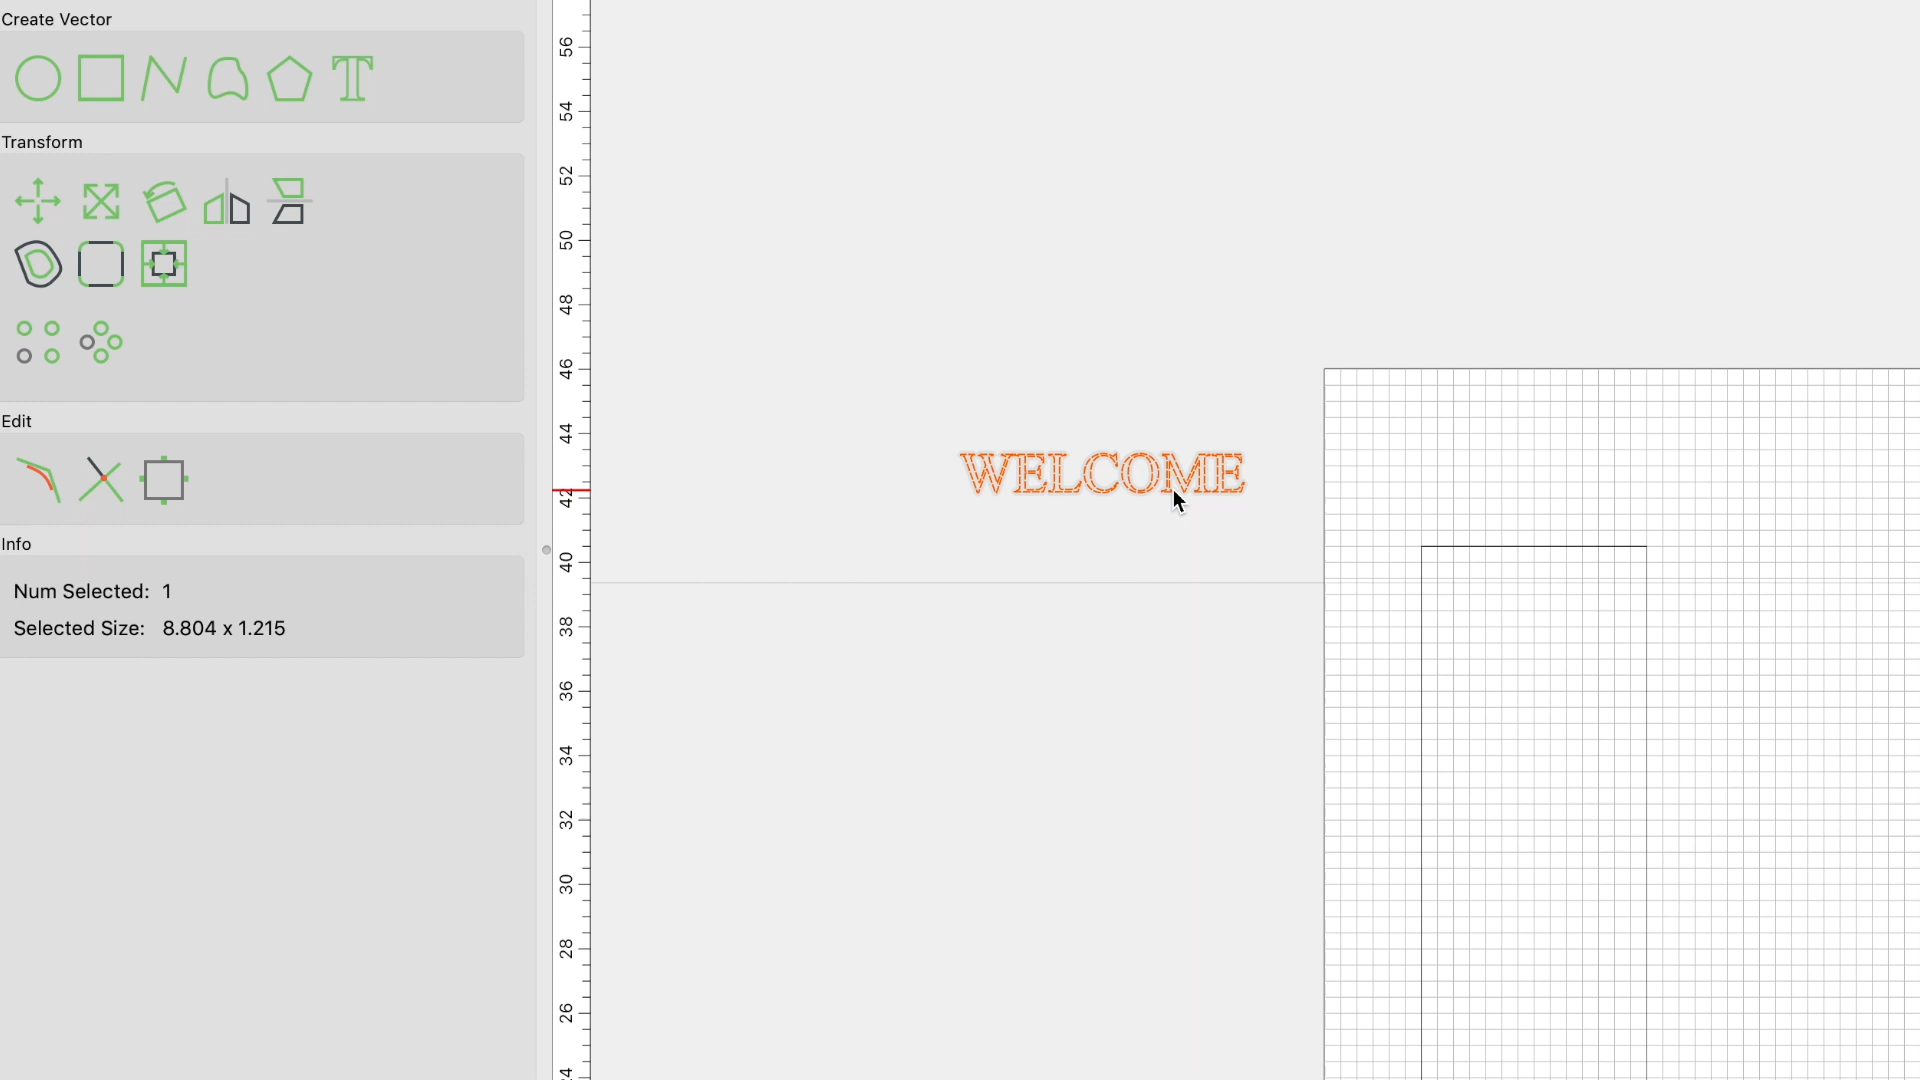 Create Vector
Transform
Edit
Info
Num Selected: 1
Selected Size: 8.804 x 1.215
56
54
52
50
48
46
44
42
40
38
36
34
32
30
28
26
24
WELCOME